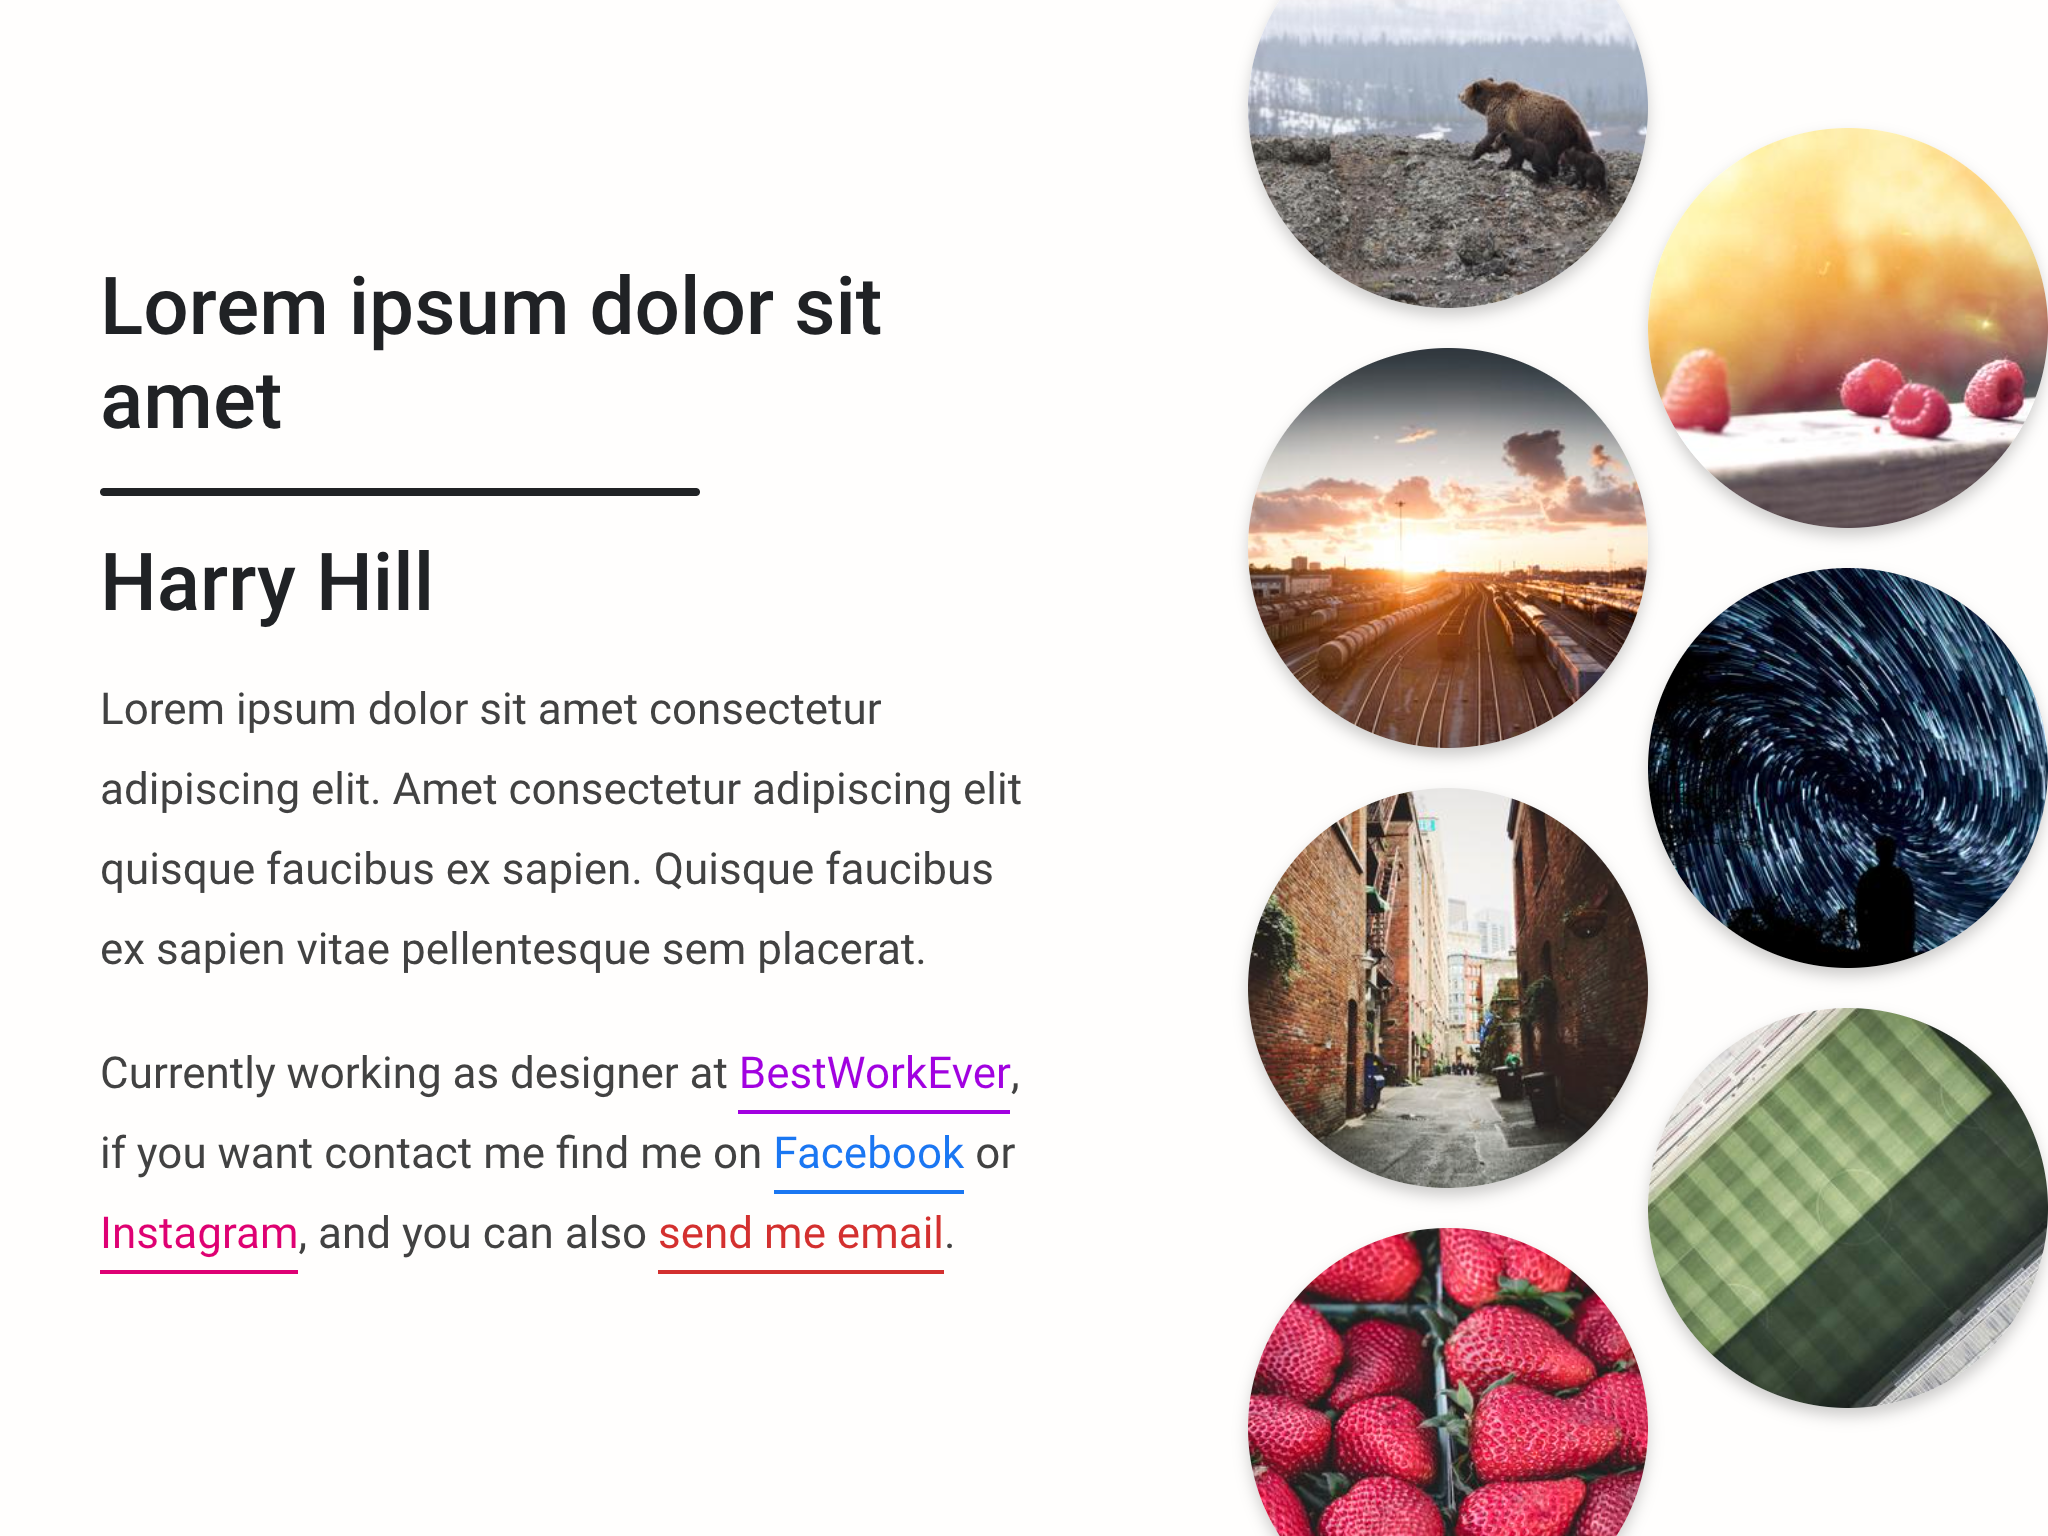 Lorem ipsum dolor sit
amet
Harry Hill
Lorem ipsum dolor sit amet consectetur
adipiscing elit. Amet consectetur adipiscing elit
quisque faucibus ex sapien. Quisque faucibus
ex sapien vitae pellentesque sem placerat.
Currently working as designer at BestWorkEver,
if you want contact me find me on Facebook or
Instagram, and you can also send me email.